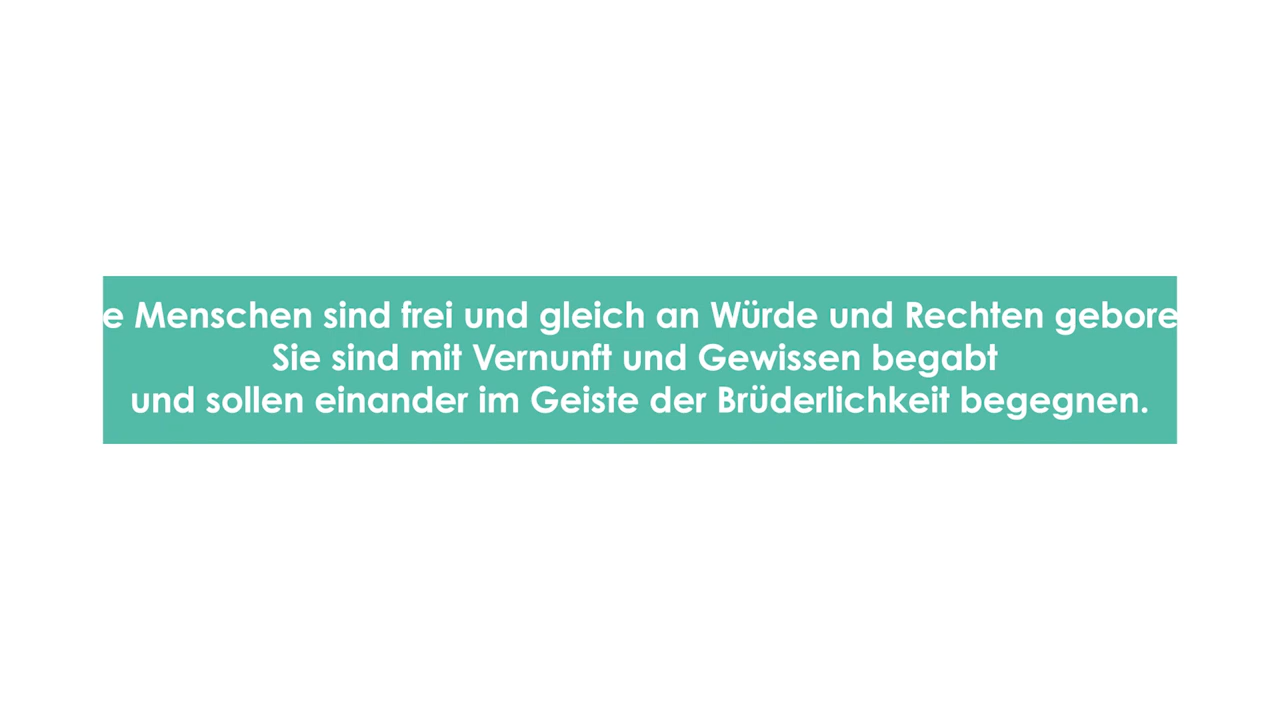 e Menschen sind frei und gleich an Würde und Rechten gebore
Sie sind mit Vernunft und Gewissen begabt
und sollen einander im Geiste der Brüderlichkeit begegnen.